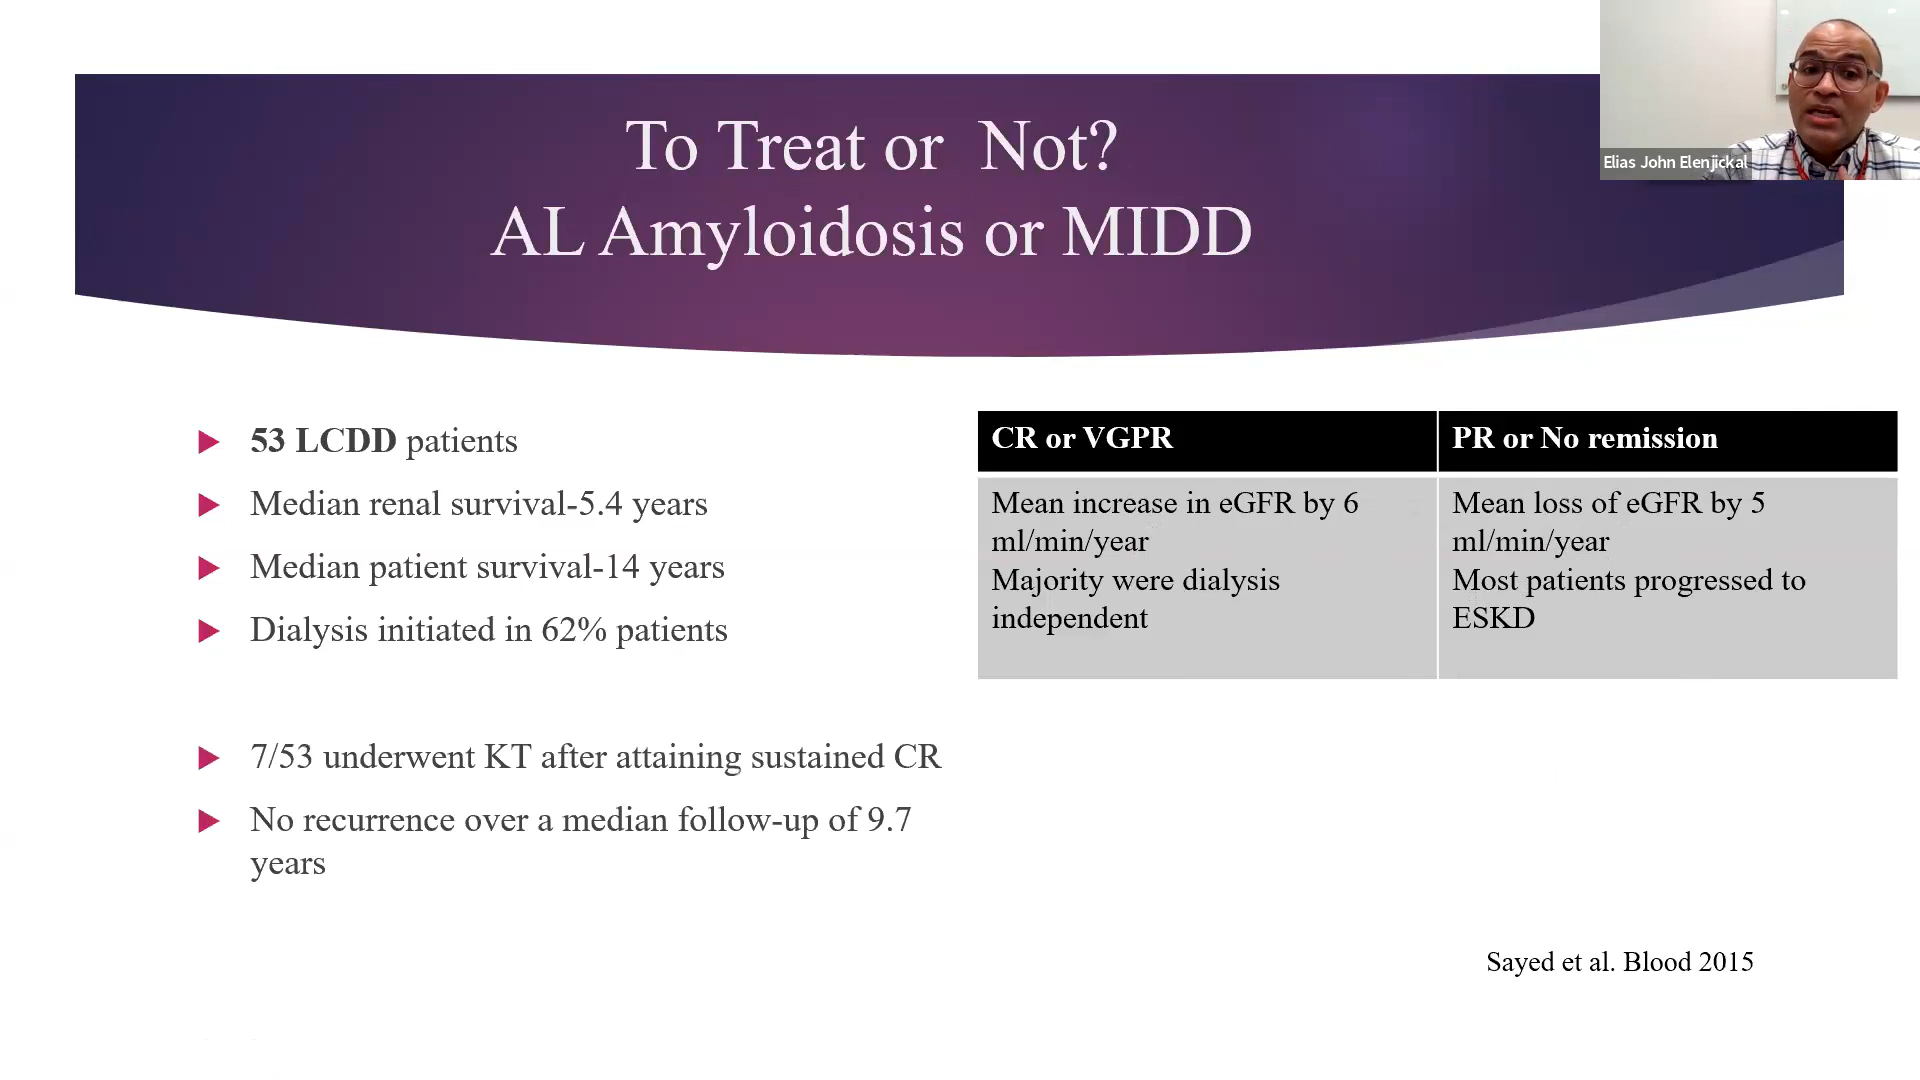 To Treat or Not?
AL Amyloidosis or MIDD
Elias John Elenjickal
53 LCDD patients
Median renal survival-5.4 years
Median patient survival-14 years
Dialysis initiated in 62% patients
7/53 underwent KT after attaining sustained CR
No recurrence over a median follow-up of 9.7
years
CR or VGPR
PR or No remission
Mean increase in eGFR by 6
ml/min/year
Majority were dialysis
independent
Mean loss of eGFR by 5
ml/min/year
Most patients progressed to
ESKD
Sayed et al. Blood 2015